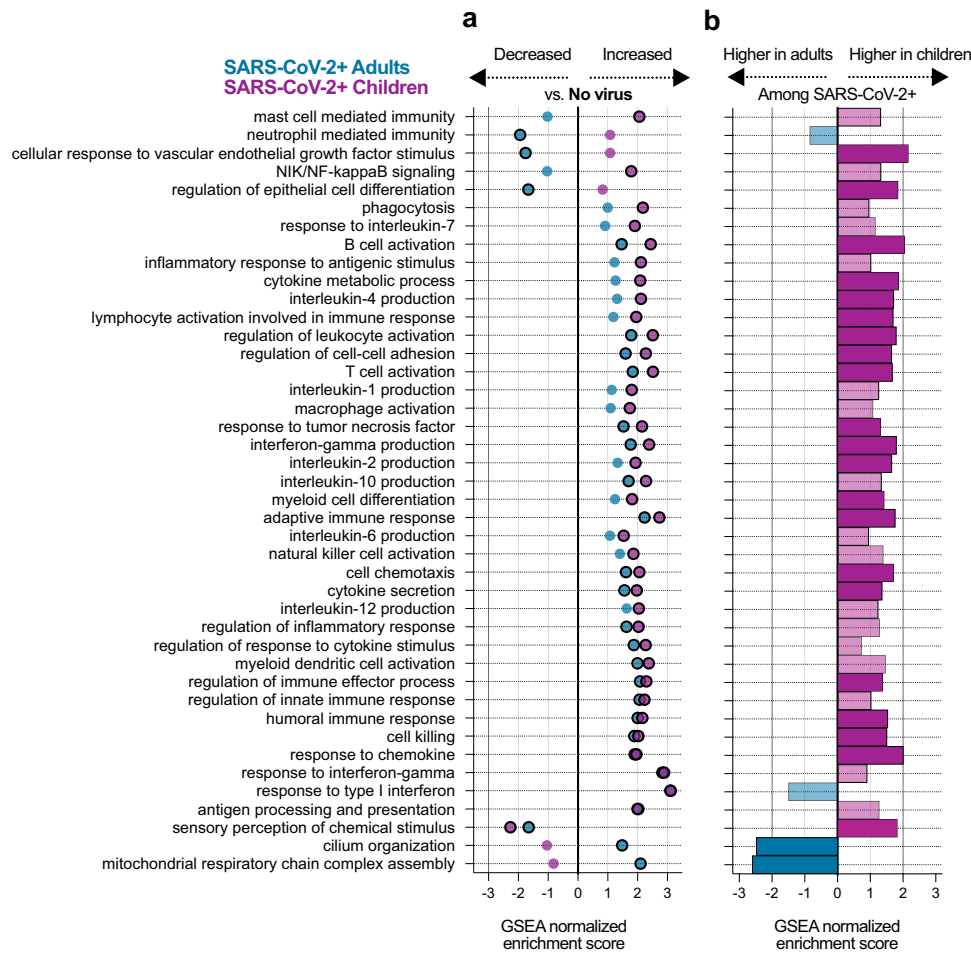 a
b
Decreased
Increased
Higher in adults
Higher in children
SARS-CoV-2+ Adults
SARS-CoV-2+ Children
vs. No virus
Among SARS-CoV-2+
mast cell mediated immunity
neutrophil mediated immunity
cellular response to vascular endothelial growth factor stimulus
NIK/NF-kappaB signaling
regulation of epithelial cell differentiation
phagocytosis
response to interleukin-7
B cell activation
inflammatory response to antigenic stimulus
cytokine metabolic process
interleukin-4 production
lymphocyte activation involved in immune response
regulation of leukocyte activation
regulation of cell-cell adhesion
T cell activation
interleukin-1 production
macrophage activation
response to tumor necrosis factor
interferon-gamma production
interleukin-2 production
interleukin-10 production
myeloid cell differentiation
adaptive immune response
interleukin-6 production
natural killer cell activation
cell chemotaxis
cytokine secretion
interleukin-12 production
regulation of inflammatory response
regulation of response to cytokine stimulus
myeloid dendritic cell activation
regulation of immune effector process
regulation of innate immune response
humoral immune response
cell killing
response to chemokine
response to interferon-gamma
response to type I interferon
antigen processing and presentation
sensory perception of chemical stimulus
cilium organization
mitochondrial respiratory chain complex assembly
-3 -2 -1 0 1 2 3
-3 -2 -1 0 1 2 3
GSEA normalized
enrichment score
GSEA normalized
enrichment score